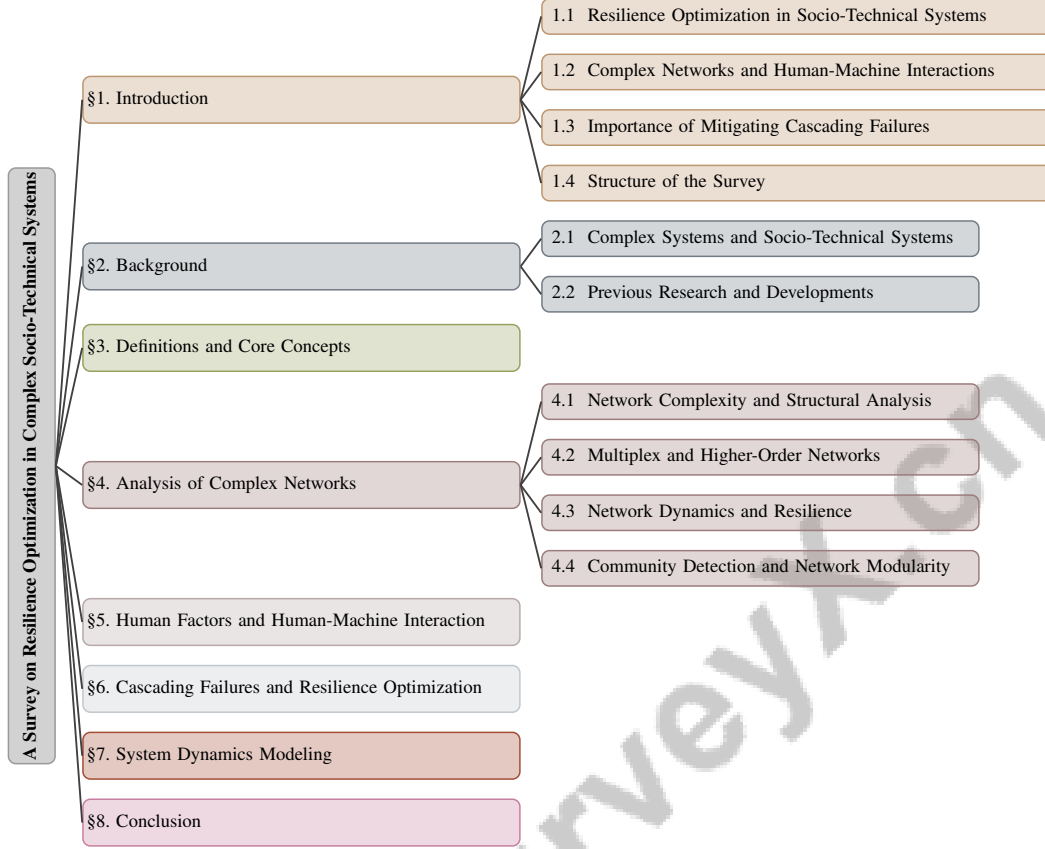 A Survey on Resilience Optimization in Complex Socio-Technical Systems
§1. Introduction
1.1 Resilience Optimization in Socio-Technical Systems
1.2 Complex Networks and Human-Machine Interactions
1.3 Importance of Mitigating Cascading Failures
1.4 Structure of the Survey
§2. Background
2.1 Complex Systems and Socio-Technical Systems
2.2 Previous Research and Developments
§3. Definitions and Core Concepts
§4. Analysis of Complex Networks
4.1 Network Complexity and Structural Analysis
4.2 Multiplex and Higher-Order Networks
4.3 Network Dynamics and Resilience
4.4 Community Detection and Network Modularity
§5. Human Factors and Human-Machine Interaction
§6. Cascading Failures and Resilience Optimization
§7. System Dynamics Modeling
§8. Conclusion
rveyX.cn